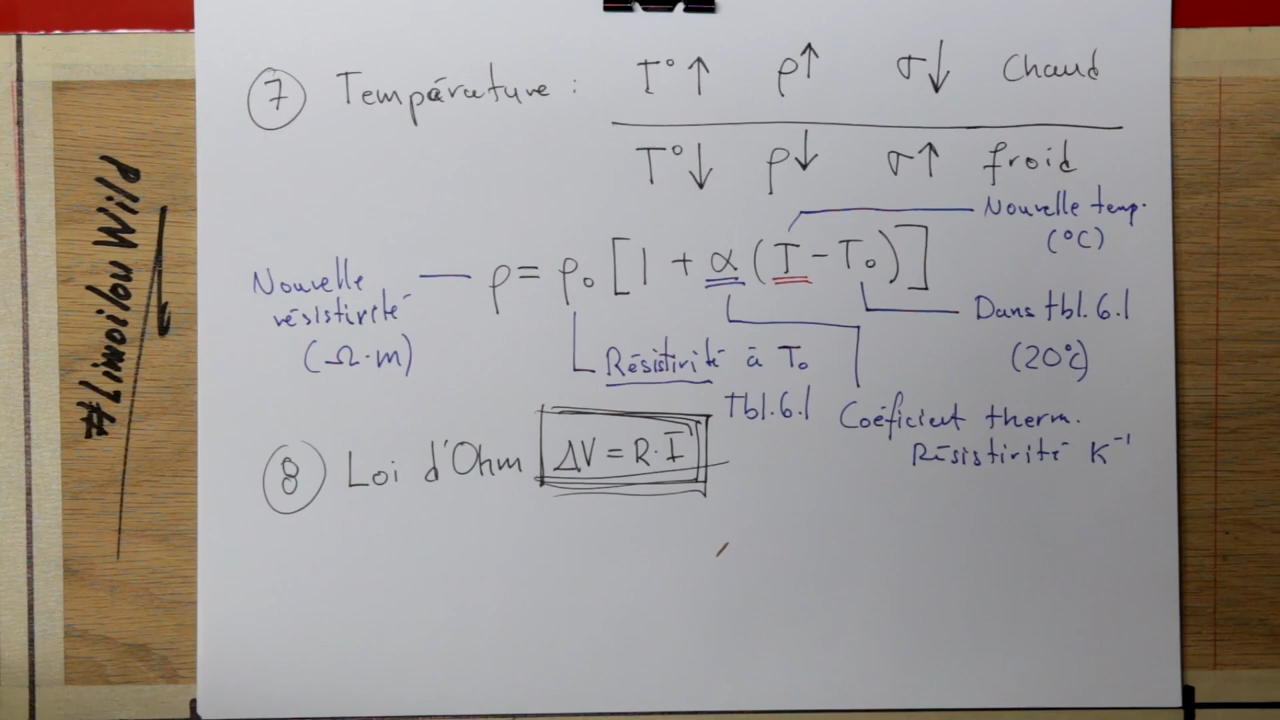 ⑦ Température : T° ↑ ρ ↑ σ ↓ Chaud
T° ↓ ρ ↓ σ ↑ froid
Nouvelle temp.
(°C)
ρ = ρ₀ [1 + α (T - T₀)]
Nouvelle
résistivité
(Ω·m)
Dans tbl. 6.1
(20°C)
Résistivité à T₀
tbl. 6.1
Coéficient therm.
Résistivité K⁻¹
⑧ Loi d'Ohm ΔV = R · I
#Limoilou Wild